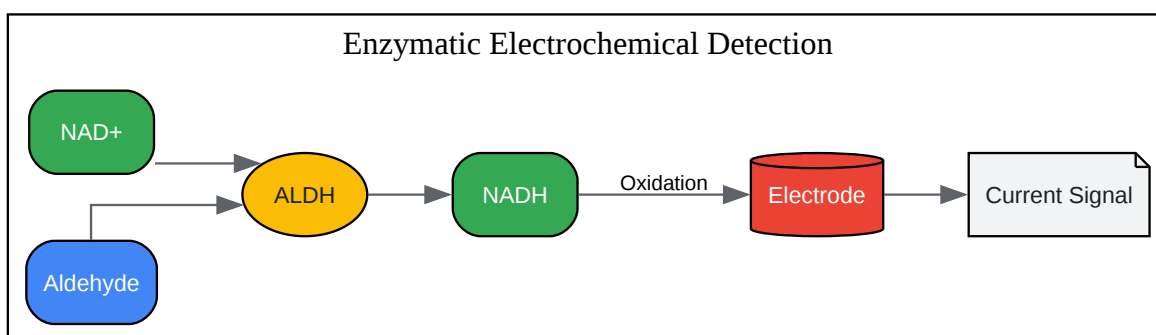 Enzymatic Electrochemical Detection
NAD+
Aldehyde
ALDH
NADH
Oxidation
Electrode
Current Signal